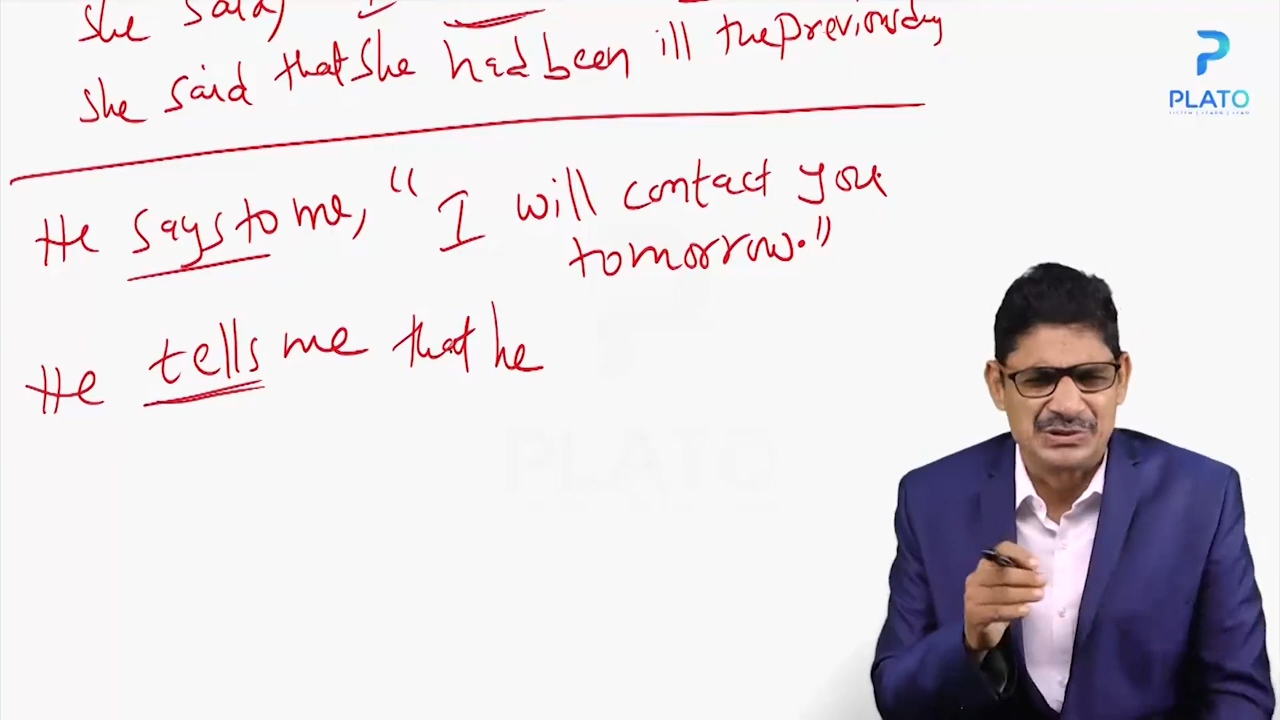 she said, I
she said that she had been ill the previous day
He says to me, "I will contact you
tomorrow."
He tells me that he
PLATO
PLATO